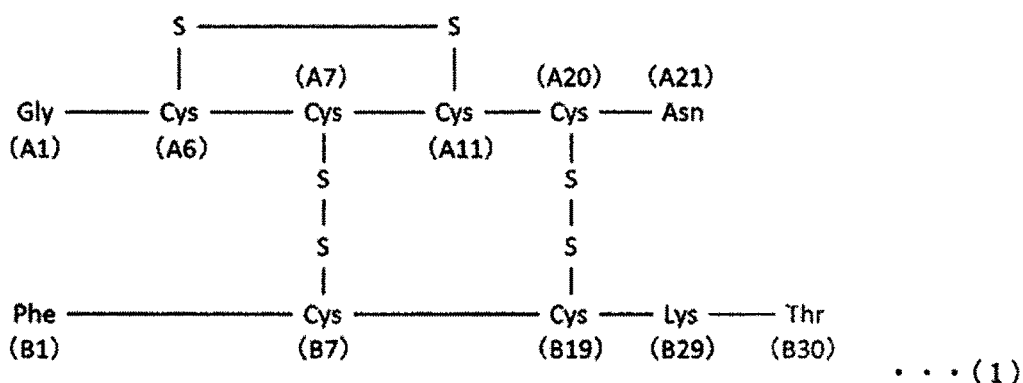 S S
(A7) (A20) (A21)
Gly Cys Cys Cys Cys Asn
(A1) (A6) (A11)
S S
S S
Phe Cys Cys Lys Thr
(B1) (B7) (B19) (B29) (B30)
・・・(1)